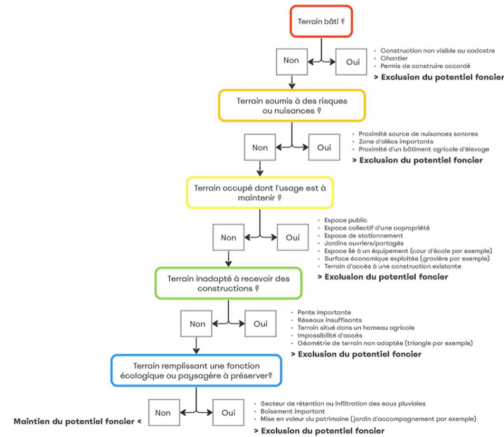 Terrain bâti ?
Non
Oui
• Construction non visible au cadastre
• Chantier
• Permis de construire accordé
> Exclusion du potentiel foncier
Terrain soumis à des risques
ou nuisances ?
Non
Oui
• Proximité source de nuisances sonores
• Zone d'aléas importants
• Proximité d'un bâtiment agricole d'élevage
> Exclusion du potentiel foncier
Terrain occupé dont l'usage est à
maintenir ?
Non
Oui
• Espace public
• Espace collectif d'une copropriété
• Espace de stationnement
• Jardins ouvriers/partagés
• Espace lié à un équipement (cour d'école par exemple)
• Surface économique exploitée (gravière par exemple)
• Terrain d'accès à une construction existante
> Exclusion du potentiel foncier
Terrain inadapté à recevoir des
constructions ?
Non
Oui
• Pente importante
• Réseaux insuffisants
• Terrain situé dans un hameau agricole
• Impossibilité d'accès
• Géométrie de terrain non adaptée (triangle par exemple)
> Exclusion du potentiel foncier
Terrain remplissant une fonction
écologique ou paysagère à préserver?
Non
Oui
• Secteur de rétention ou infiltration des eaux pluviales
• Boisement important
• Mise en valeur du patrimoine (jardin d'accompagnement par exemple)
> Exclusion du potentiel foncier
Maintien du potentiel foncier <